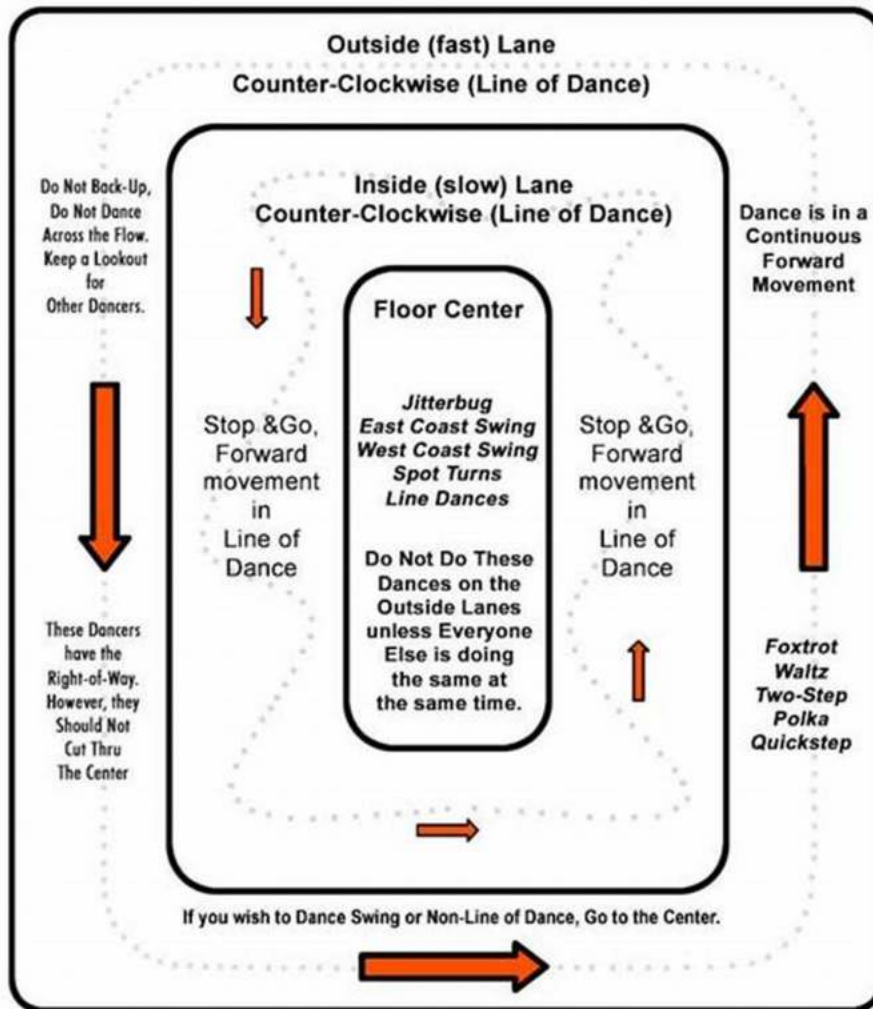 Outside (fast) Lane
Counter-Clockwise (Line of Dance)
Inside (slow) Lane
Counter-Clockwise (Line of Dance)
Do Not Back-Up,
Do Not Dance
Across the Flow.
Keep a Lookout
for
Other Dancers.
Dance is in a
Continuous
Forward
Movement
Floor Center
Jitterbug
East Coast Swing
West Coast Swing
Spot Turns
Line Dances
Do Not Do These
Dances on the
Outside Lanes
unless Everyone
Else is doing
the same at
the same time.
Stop &Go,
Forward
movement
in
Line of
Dance
Stop &Go,
Forward
movement
in
Line of
Dance
These Dancers
have the
Right-of-Way.
However, they
Should Not
Cut Thru
The Center
Foxtrot
Waltz
Two-Step
Polka
Quickstep
If you wish to Dance Swing or Non-Line of Dance, Go to the Center.